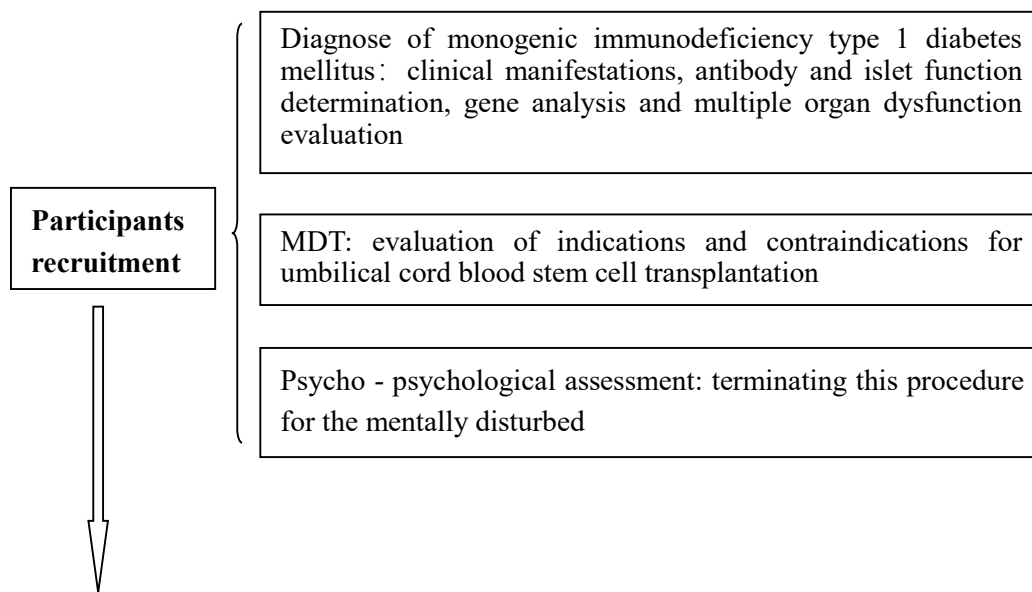 Diagnose of monogenic immunodeficiency type 1 diabetes
mellitus： clinical manifestations, antibody and islet function
determination, gene analysis and multiple organ dysfunction
evaluation
Participants
recruitment
MDT: evaluation of indications and contraindications for
umbilical cord blood stem cell transplantation
Psycho - psychological assessment: terminating this procedure
for the mentally disturbed